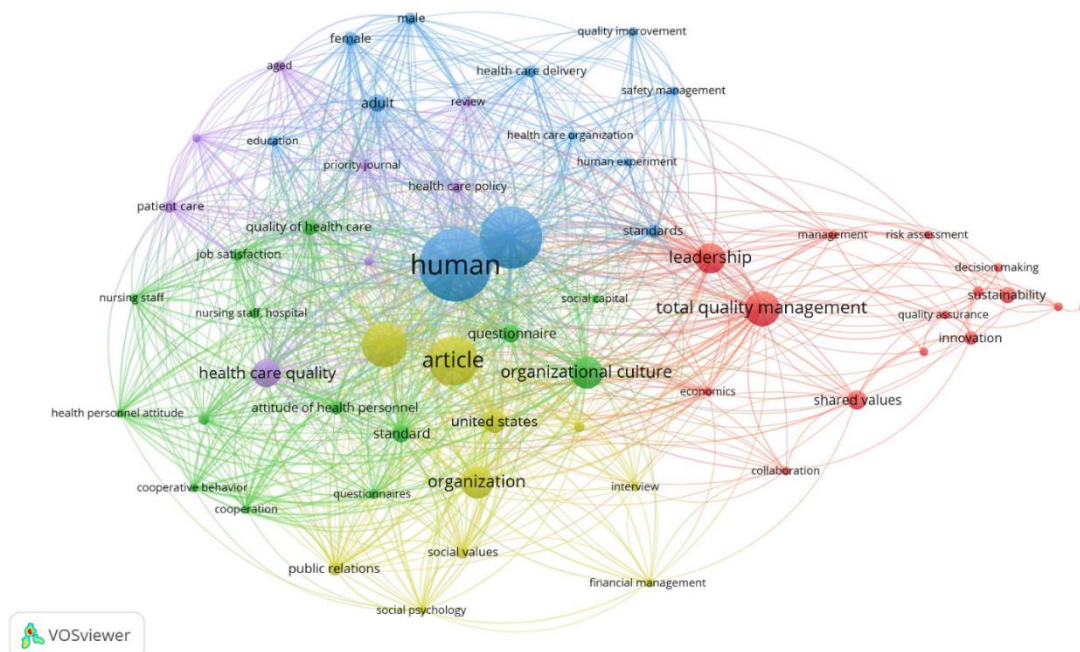 male
female
quality improvement
aged
health care delivery
safety management
adult
review
education
health care organization
priority journal
human experiment
health care policy
patient care
quality of health care
standards
management
risk assessment
job satisfaction
leadership
human
decision making
nursing staff
social capital
sustainability
nursing staff, hospital
total quality management
quality assurance
questionnaire
innovation
article
health care quality
organizational culture
economics
shared values
health personnel attitude
attitude of health personnel
united states
standard
collaboration
organization
cooperative behavior
questionnaires
interview
cooperation
social values
public relations
financial management
social psychology
VOSviewer